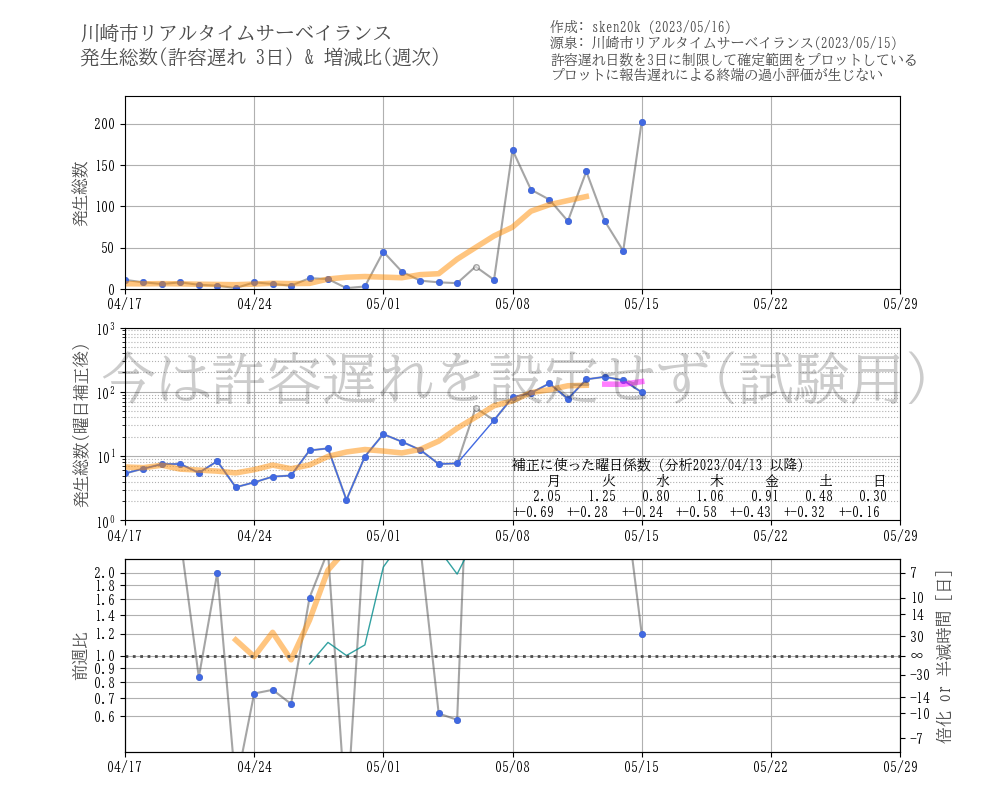 川崎市リアルタイムサーベイランス
発生総数(許容遅れ 3日) & 増減比(週次)
作成: sken20k (2023/05/16)
源泉: 川崎市リアルタイムサーベイランス(2023/05/15)
許容遅れ日数を3日に制限して確定範囲をプロットしている
プロットに報告遅れによる終端の過小評価が生じない
発生総数
200
150
100
50
0
04/17 04/24 05/01 05/08 05/15 05/22 05/29
発生総数(曜日補正後)
10^3
10^2
10^1
10^0
今は許容遅れを設定せず(試験用)
補正に使った曜日係数 (分析2023/04/13 以降)
月 火 水 木 金 土 日
2.05 1.25 0.80 1.06 0.91 0.48 0.30
+-0.69 +-0.28 +-0.24 +-0.58 +-0.43 +-0.32 +-0.16
04/17 04/24 05/01 05/08 05/15 05/22 05/29
前週比
2.0
1.8
1.6
1.4
1.2
1.0
0.9
0.8
0.7
0.6
7
10
14
30
∞
-30
-14
-10
-7
倍化 or 半減時間 [日]
04/17 04/24 05/01 05/08 05/15 05/22 05/29